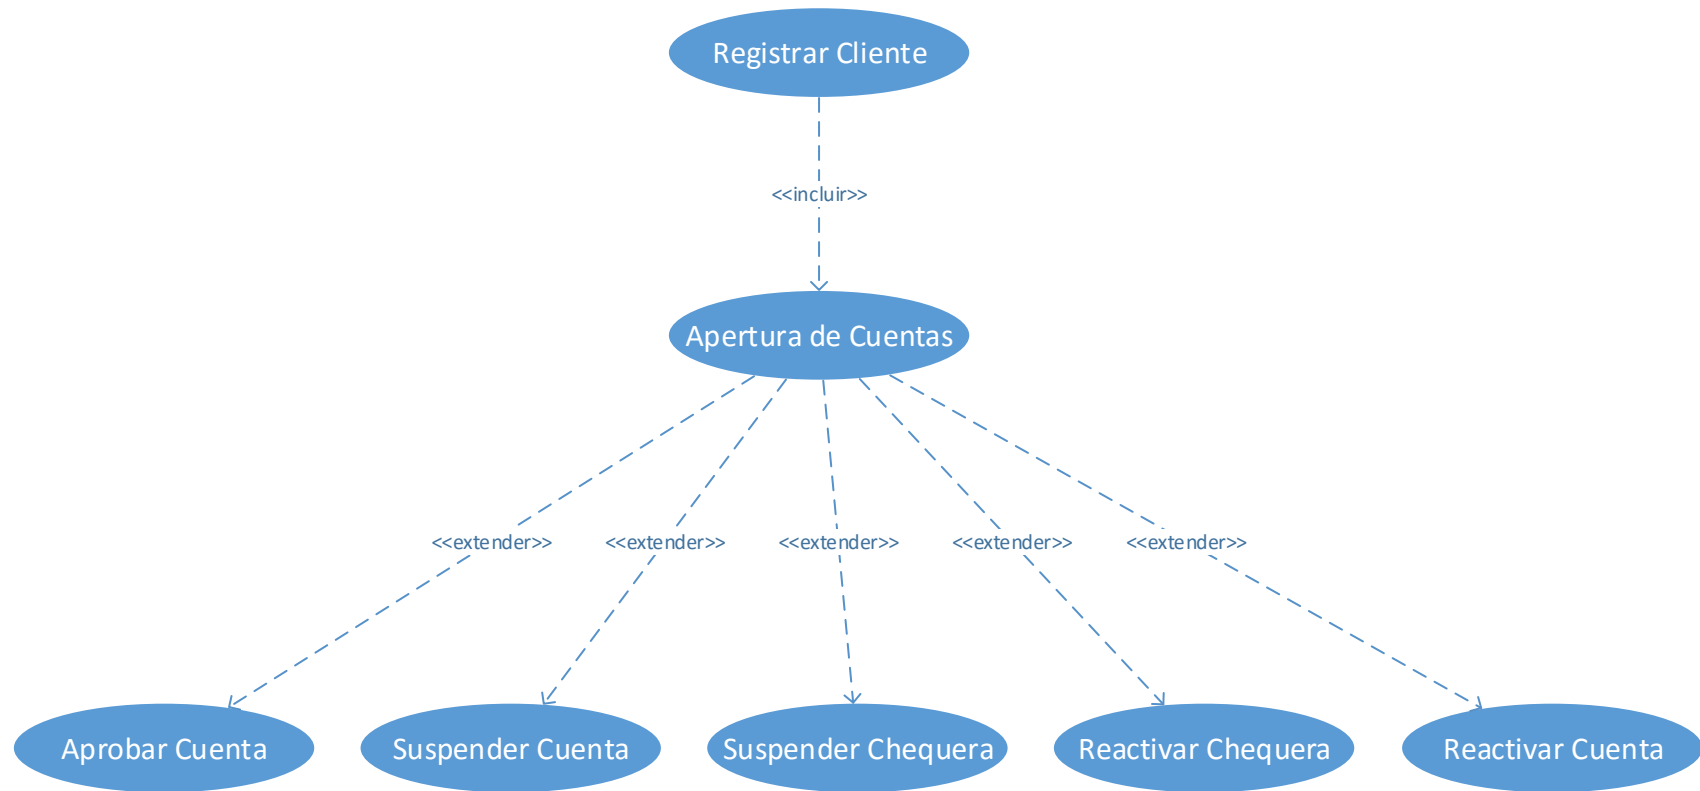 Registrar Cliente
<<incluir>>
Apertura de Cuentas
<<extender>>
<<extender>>
<<extender>>
<<extender>>
<<extender>>
Aprobar Cuenta
Suspender Cuenta
Suspender Chequera
Reactivar Chequera
Reactivar Cuenta